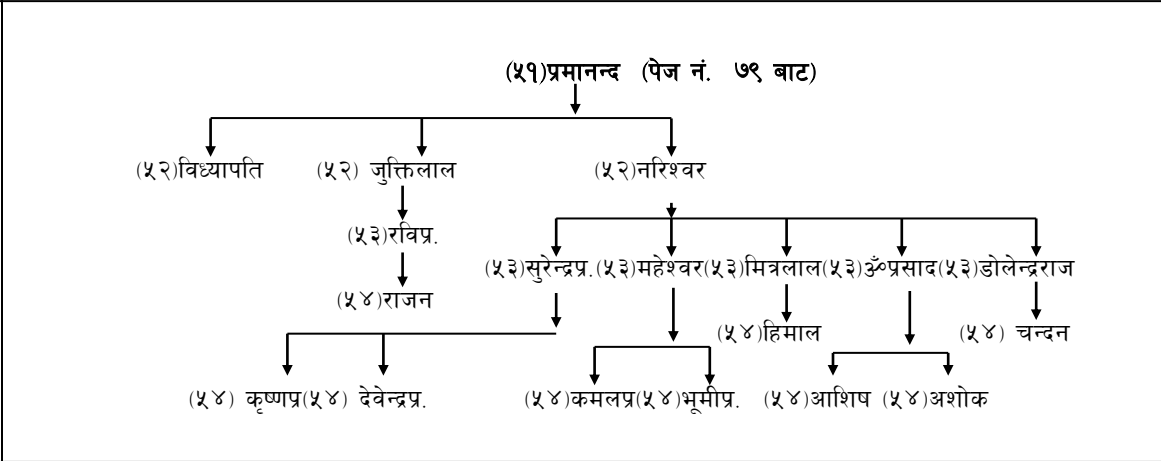 (५१)प्रमानन्द (पेज नं. ७९ बाट)
(५२)विध्यापति (५२) जुक्तिलाल (५२)नरिश्वर
(५३)रविप्र.
(५३)सुरेन्द्रप्र.(५३)महेश्वर(५३)मित्रलाल(५३)ॐप्रसाद(५३)डोलेन्द्रराज
(५४)राजन
(५४)हिमाल (५४) चन्दन
(५४) कृष्णप्र(५४) देवेन्द्रप्र. (५४)कमलप्र(५४)भूमीप्र. (५४)आशिष (५४)अशोक